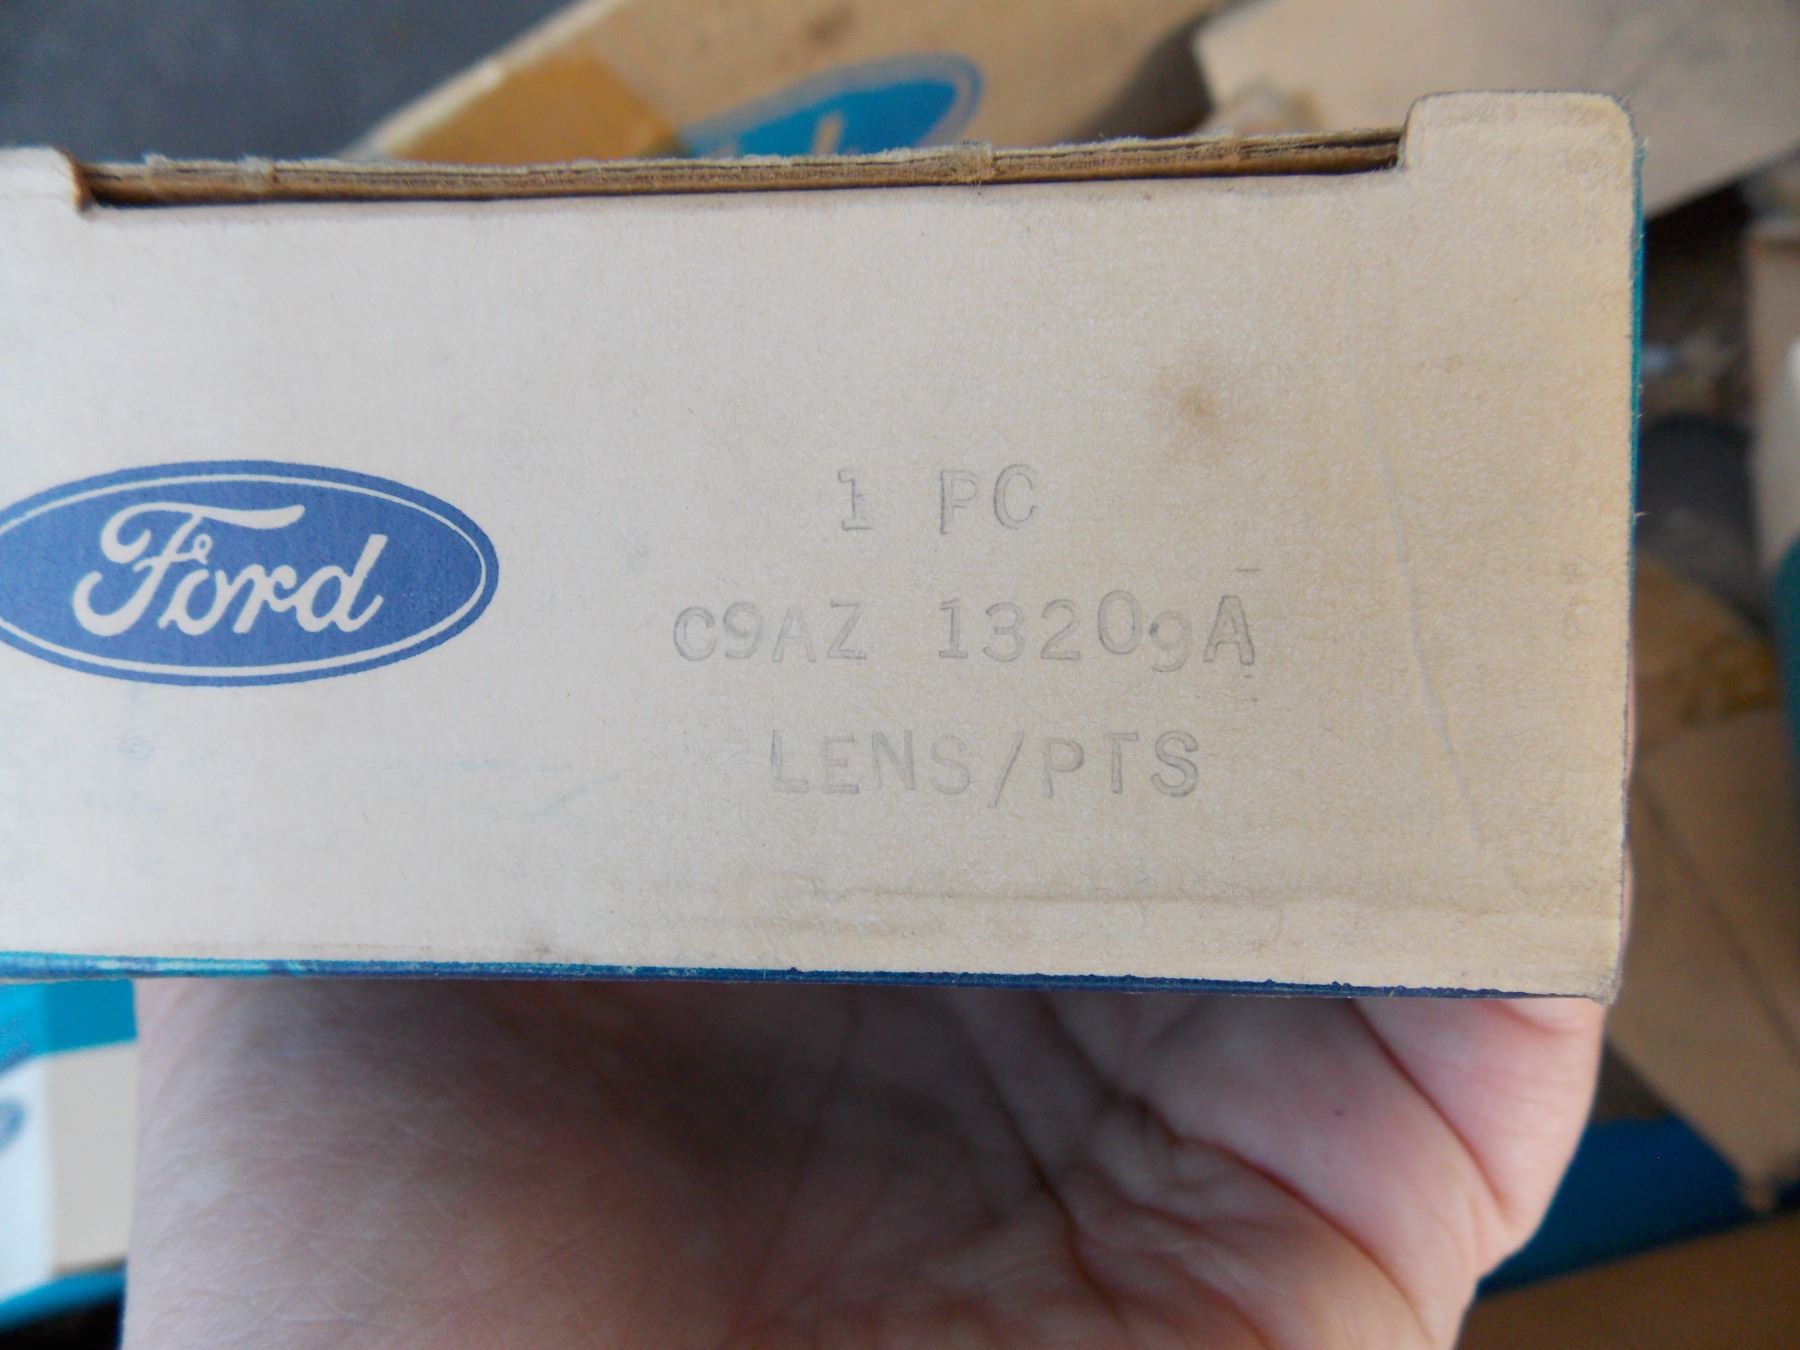 Ford
1 PC
C9AZ 13209A
LENS/PTS